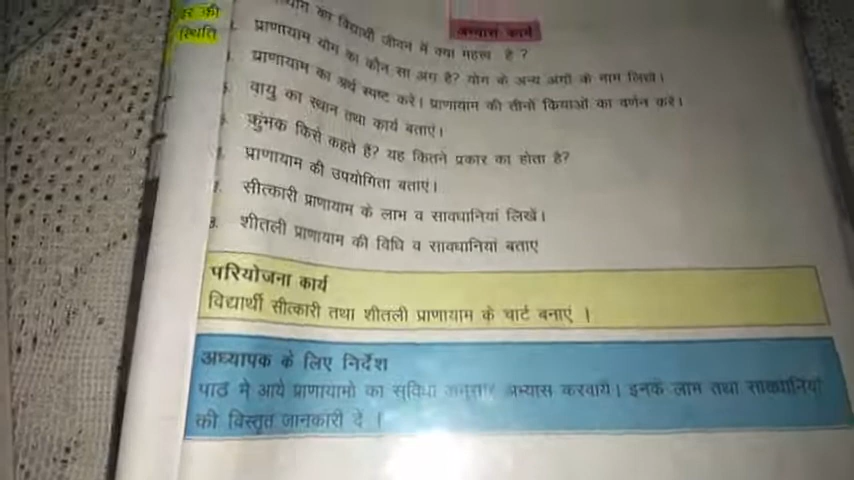 हर की
स्थिति
अभ्यास कार्य
योग का विद्यार्थी जीवन में क्या महत्व है ?
प्राणायाम योग का कौन सा अंग है? योग के अन्य अंगों के नाम लिखें।
प्राणायाम का अर्थ स्पष्ट करें। प्राणायाम की तीनों क्रियाओं का वर्णन करें।
वायु का स्थान तथा कार्य बताएं।
कुंभक किसे कहते हैं? यह कितने प्रकार का होता है?
प्राणायाम की उपयोगिता बताएं।
सीत्कारी प्राणायाम के लाभ व सावधानियां लिखें।
8. शीतली प्राणायाम की विधि व सावधानियां बताएं
परियोजना कार्य
विद्यार्थी सीत्कारी तथा शीतली प्राणायाम के चार्ट बनाएं ।
अध्यापक के लिए निर्देश
पाठ मे आये प्राणायामो का सुविधा अनुसार अभ्यास करवायें। इनके लाभ तथा सावधानियों
की विस्तृत जानकारी दे ।